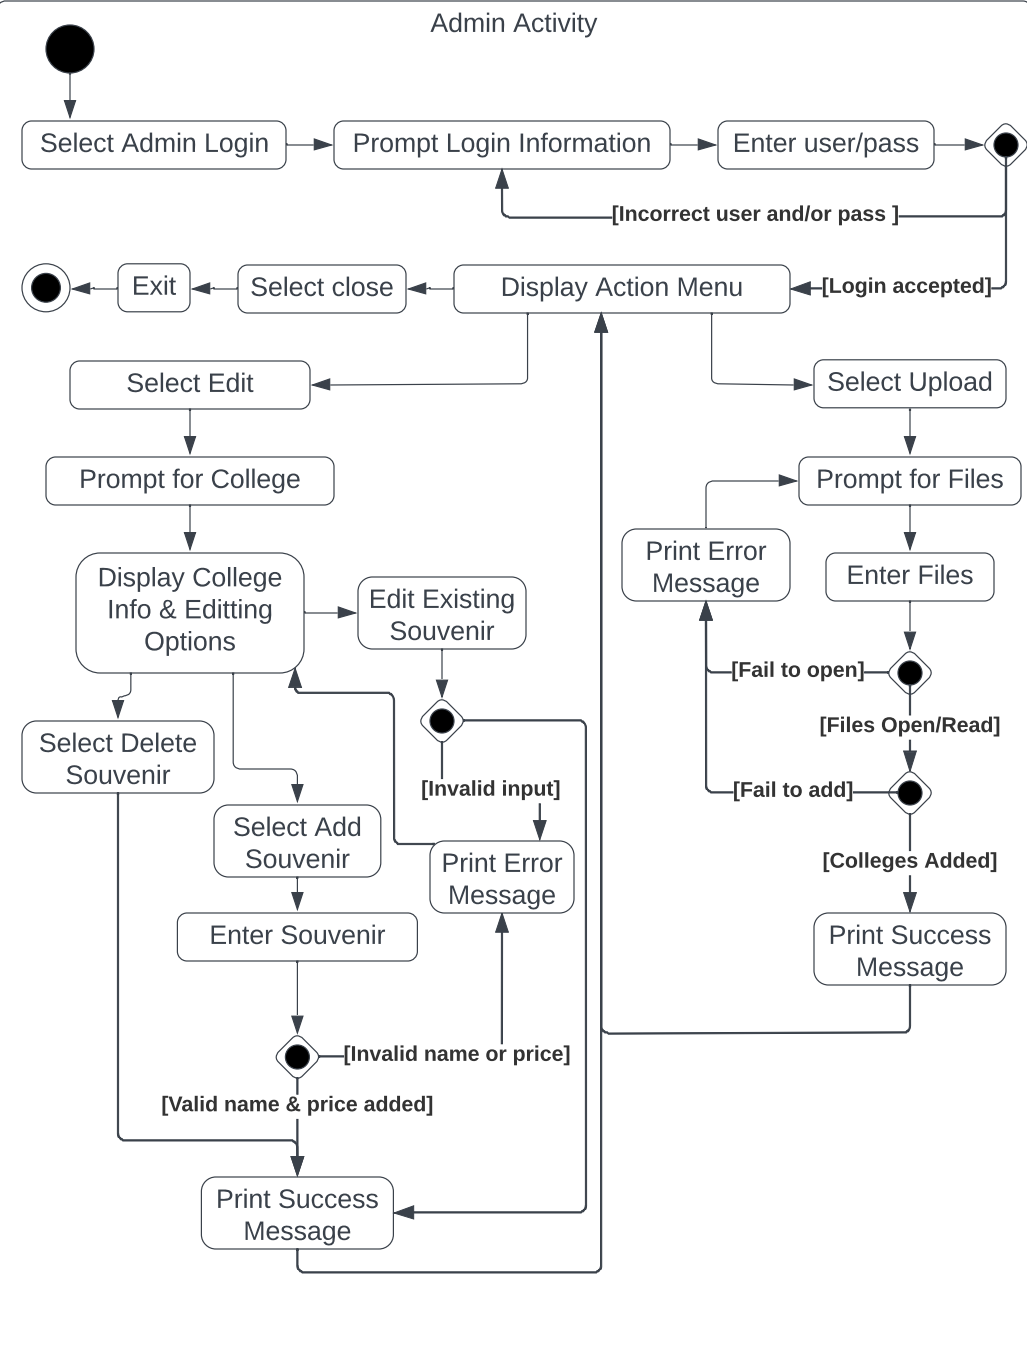 Admin Activity
Select Admin Login
Prompt Login Information
Enter user/pass
[Incorrect user and/or pass ]
Exit
Select close
Display Action Menu
[Login accepted]
Select Edit
Select Upload
Prompt for College
Prompt for Files
Print Error
Message
Enter Files
Display College
Info & Editting
Options
Edit Existing
Souvenir
[Fail to open]
[Files Open/Read]
Select Delete
Souvenir
[Invalid input]
[Fail to add]
Select Add
Souvenir
Print Error
Message
[Colleges Added]
Enter Souvenir
Print Success
Message
[Invalid name or price]
[Valid name & price added]
Print Success
Message